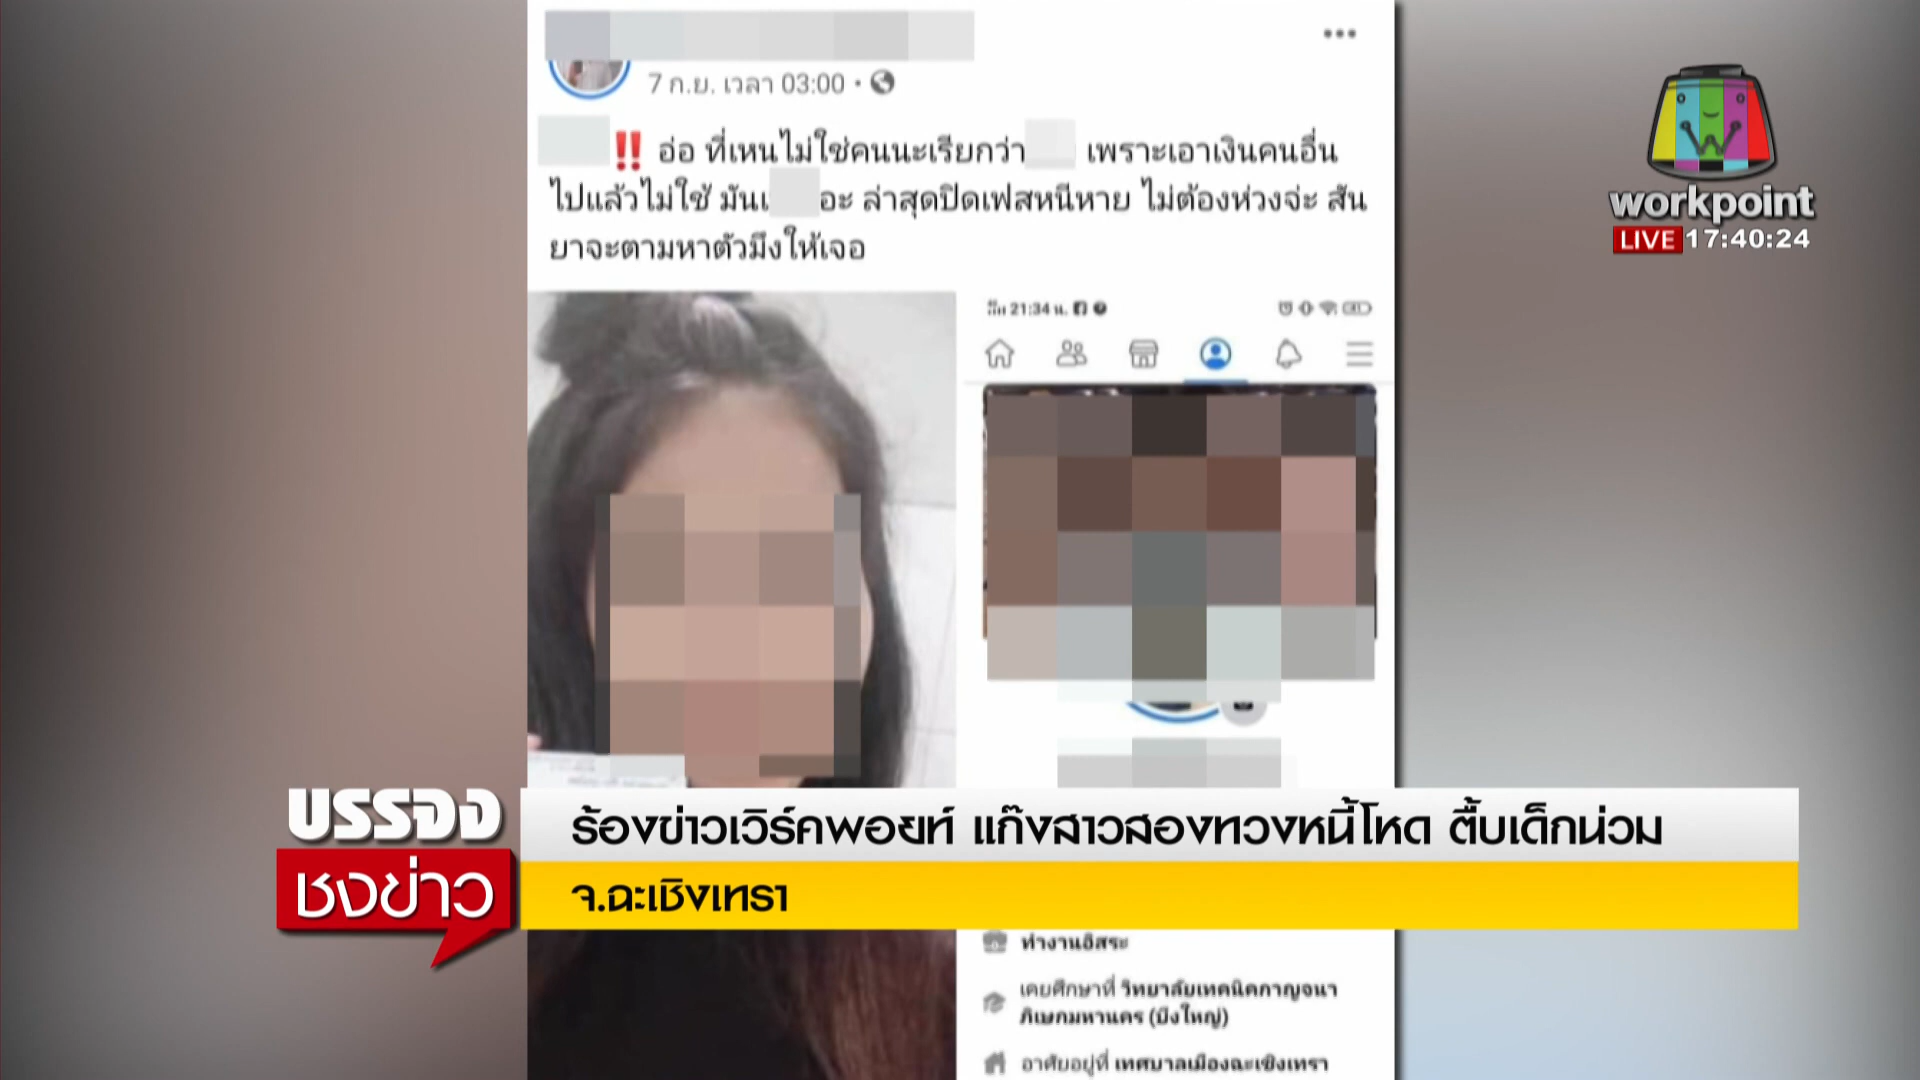 7 ก.ย. เวลา 03:00 ·
‼ อ๋อ ที่เหนไม่ใช่คนนะเรียกว่า เพราะเอาเงินคนอื่น
ไปแล้วไม่ใช้ มันเ อะ ล่าสุดปิดเฟสหนีหาย ไม่ต้องห่วงจ่ะ สัน
ยาจะตามหาตัวมึงให้เจอ
workpoint
LIVE 17:40:24
21:34 น.
บรรจง
ชงข่าว
ร้องข่าวเวิร์คพอยท์ แก๊งสาวสองทวงหนี้โหด ตื้บเด็กน่วม
จ.ฉะเชิงเทรา
ทำงานอิสระ
เคยศึกษาที่ วิทยาลัยเทคนิคกาญจนา
ภิเษกมหานคร (บึงใหญ่)
อาศัยอยู่ที่ เทศบาลเมืองฉะเชิงเทรา